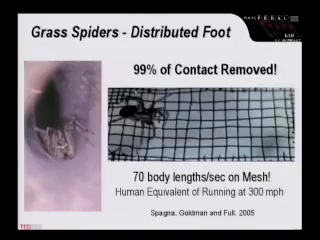 Grass Spiders - Distributed Foot
99% of Contact Removed!
70 body lengths/sec on Mesh!
Human Equivalent of Running at 300 mph
Spagna, Goldman and Full, 2005
TED